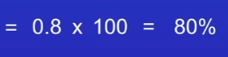 = 0.8 x 100 = 80%